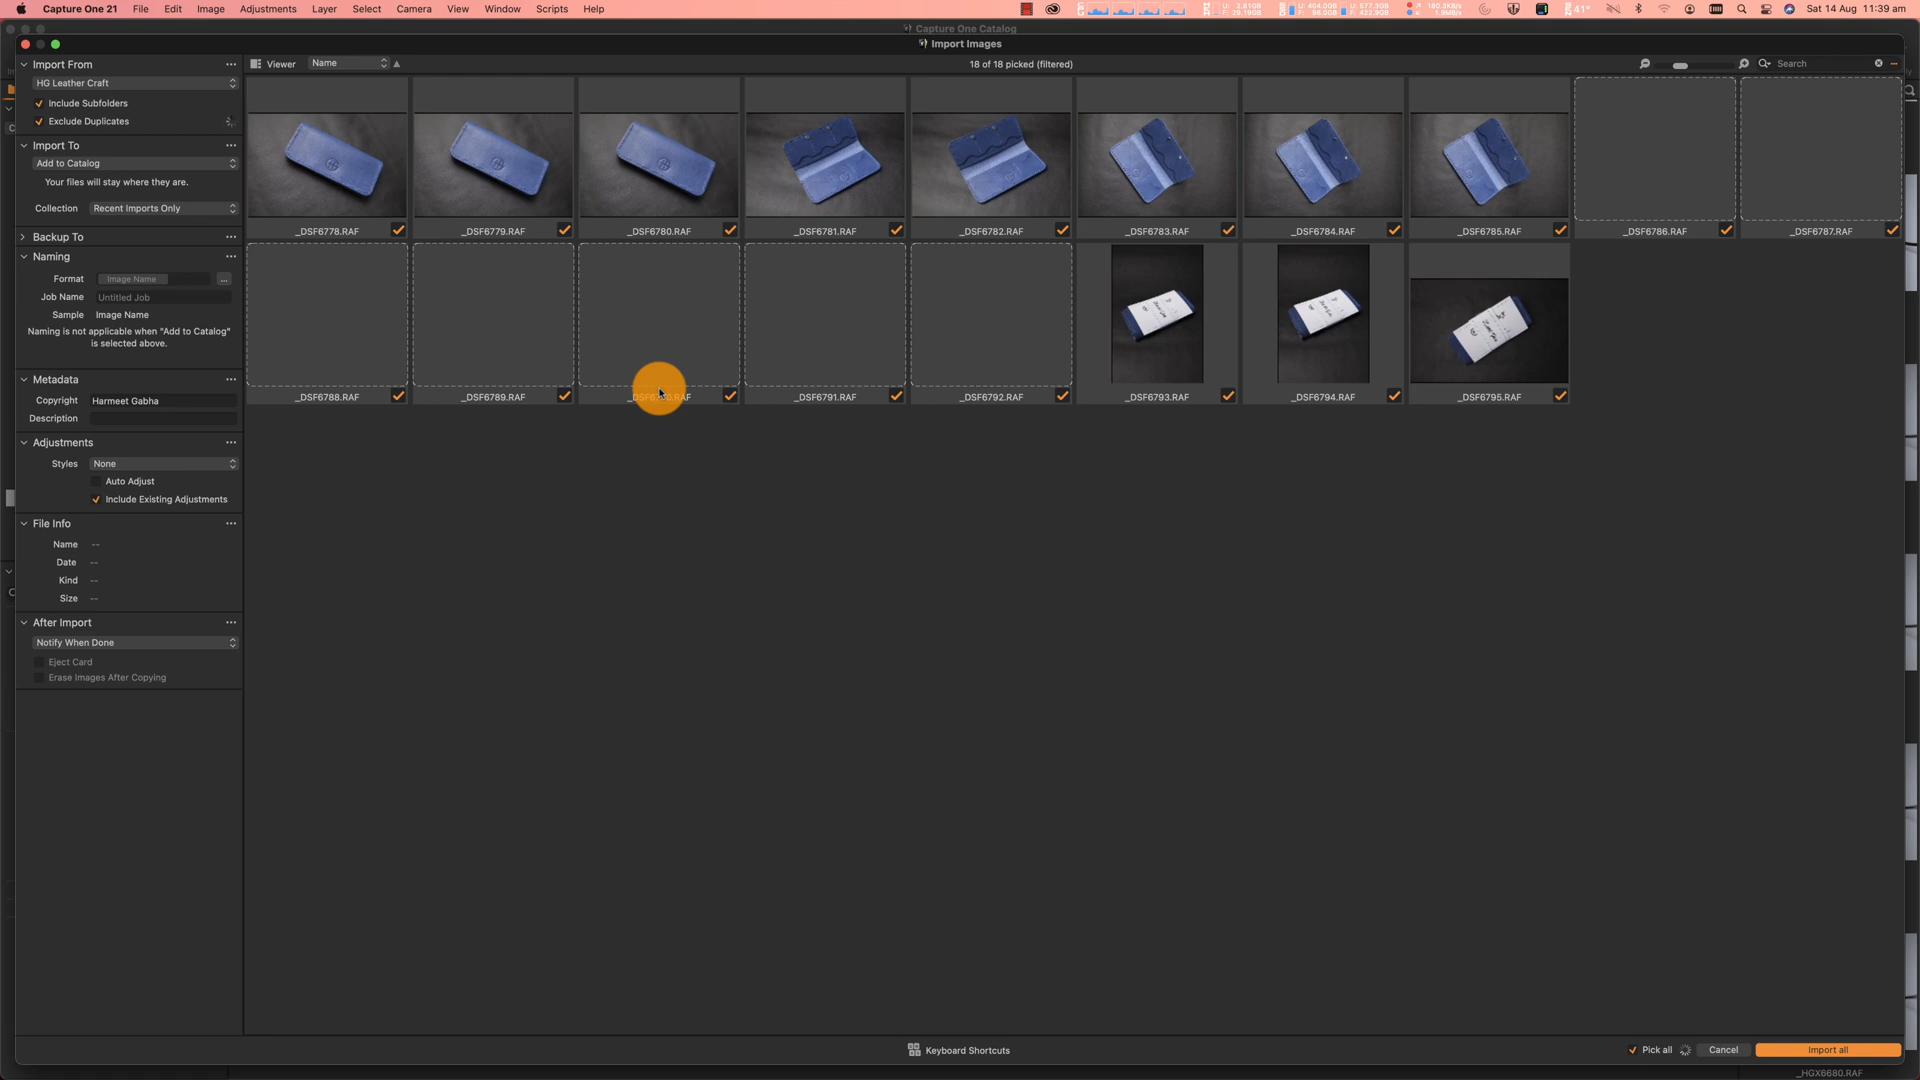 Capture One 21 File Edit Image Adjustments Layer Select Camera View Window Scripts Help
41° Sat 14 Aug 11:39 am
Capture One Catalog
Import Images
Import From
HG Leather Craft
Include Subfolders
Exclude Duplicates
Import To
Add to Catalog
Your files will stay where they are.
Collection Recent Imports Only
Backup To
Naming
Format Image Name ...
Job Name Untitled Job
Sample Image Name
Naming is not applicable when "Add to Catalog"
is selected above.
Metadata
Copyright Harmeet Gabha
Description
Adjustments
Styles None
Auto Adjust
Include Existing Adjustments
File Info
Name --
Date --
Kind --
Size --
After Import
Notify When Done
Eject Card
Erase Images After Copying
Viewer Name 18 of 18 picked (filtered) Search
_DSF6778.RAF _DSF6779.RAF _DSF6780.RAF _DSF6781.RAF _DSF6782.RAF _DSF6783.RAF _DSF6784.RAF _DSF6785.RAF _DSF6786.RAF _DSF6787.RAF
_DSF6788.RAF _DSF6789.RAF _DSF6790.RAF _DSF6791.RAF _DSF6792.RAF _DSF6793.RAF _DSF6794.RAF _DSF6795.RAF
Keyboard Shortcuts
Pick all Cancel Import all
_HGX6680.RAF